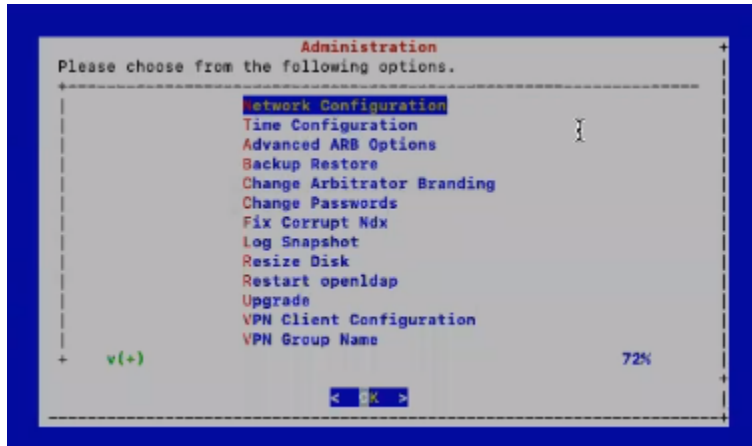 Administration
Please choose from the following options.
Network Configuration
Time Configuration
Advanced ARB Options
Backup Restore
Change Arbitrator Branding
Change Passwords
Fix Corrupt Ndx
Log Snapshot
Resize Disk
Restart openldap
Upgrade
VPN Client Configuration
VPN Group Name
v(+) 72%
< OK >